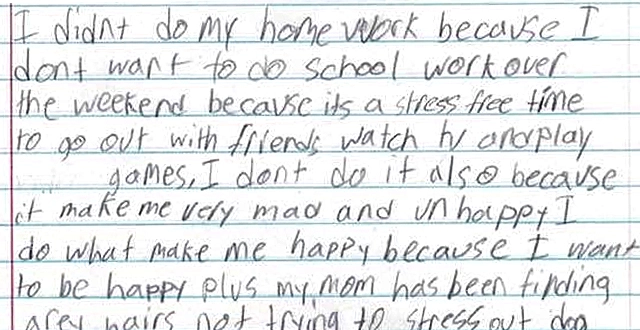 I didnt do my home work because I
dont want to do school work over
the weekend because its a stress free time
to go out with friends watch tv and play
games, I dont do it also because
it make me very mad and unhappy I
do what make me happy because I want
to be happy plus my mom has been finding
grey hairs not trying to stress out dog